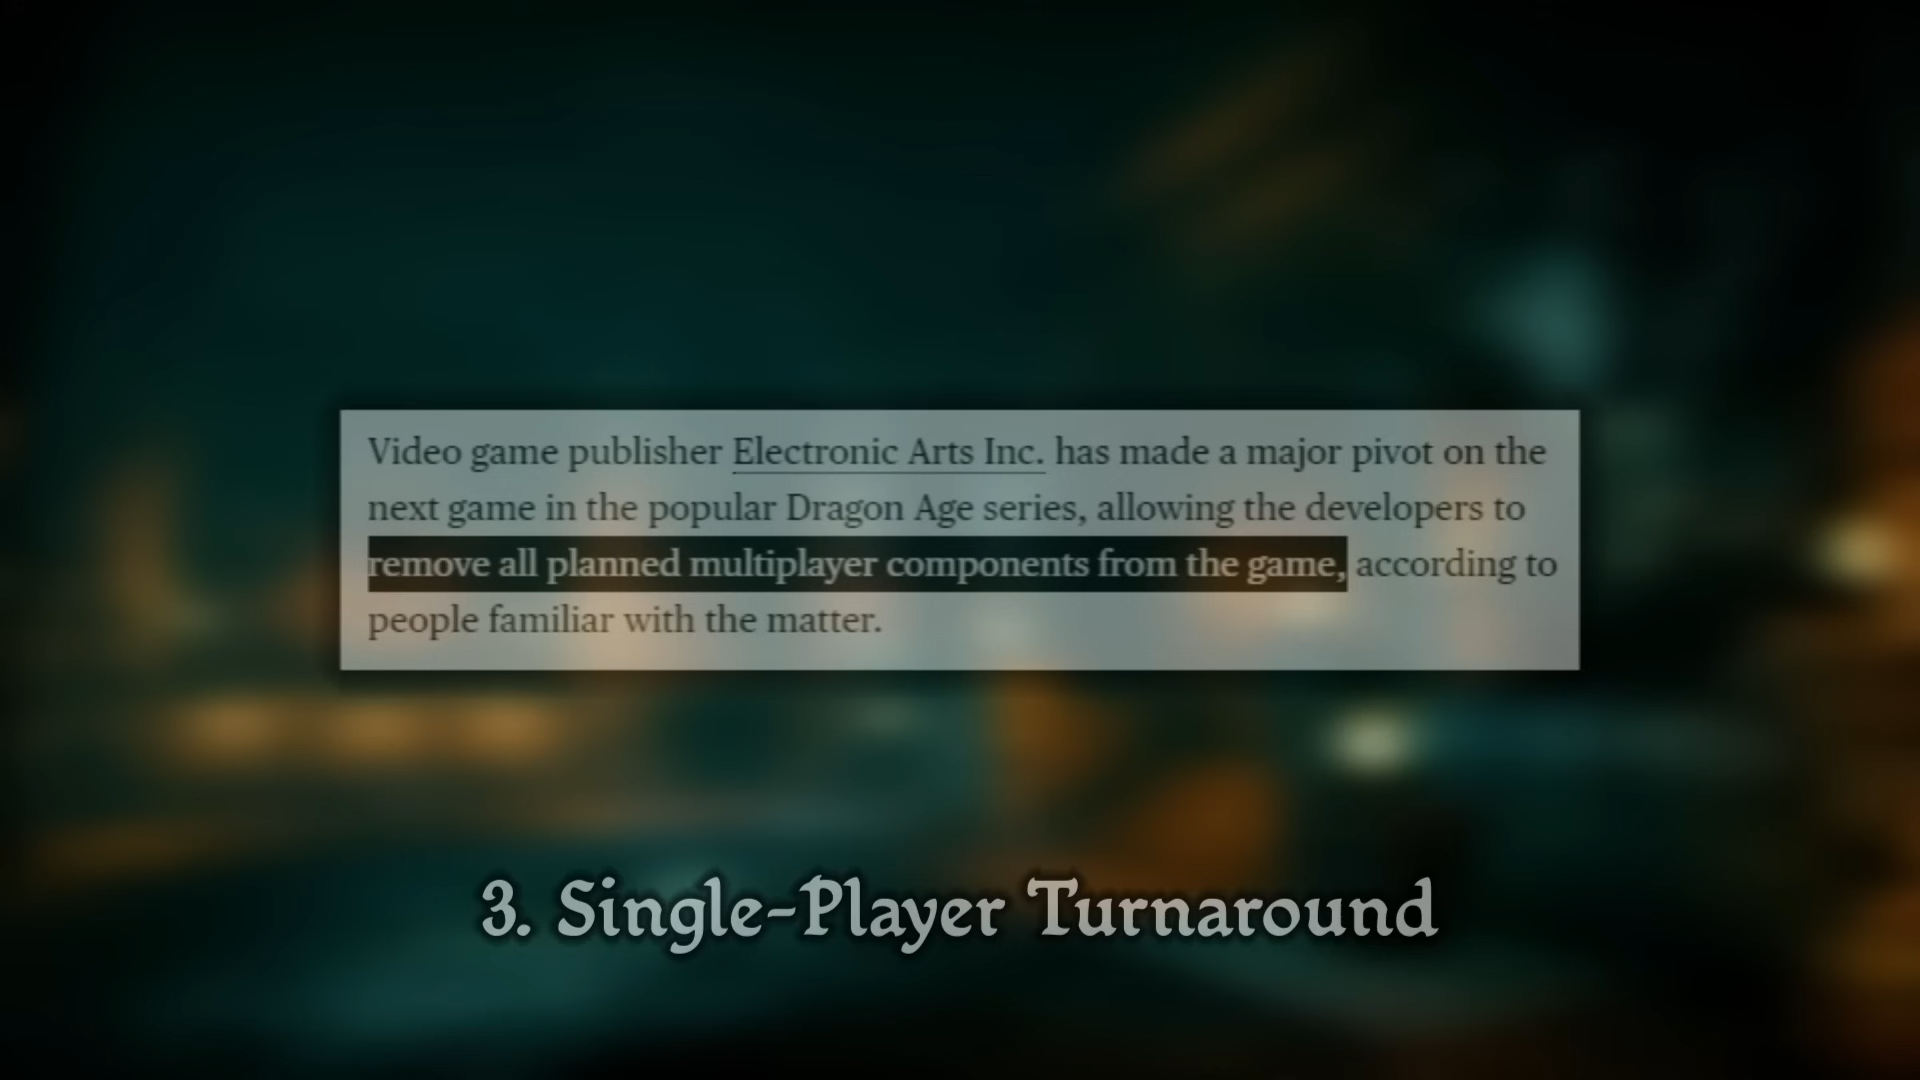 Video game publisher Electronic Arts Inc. has made a major pivot on the
next game in the popular Dragon Age series, allowing the developers to
remove all planned multiplayer components from the game, according to
people familiar with the matter.
3. Single-Player Turnaround